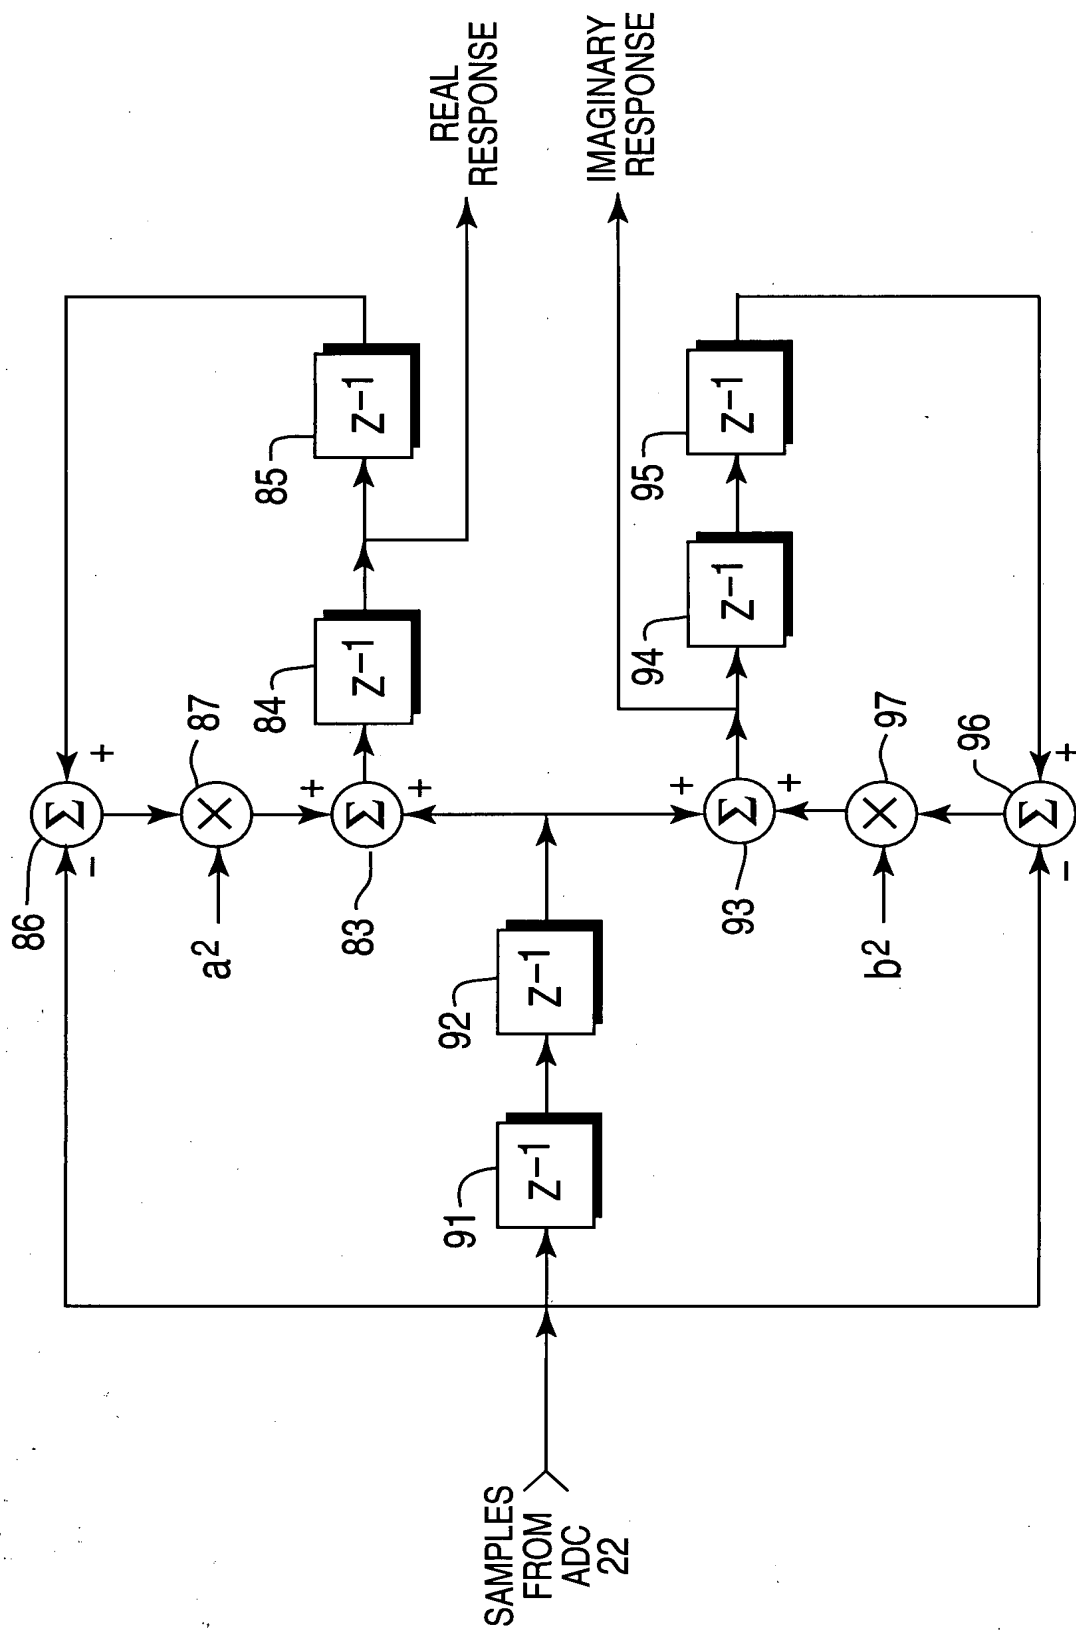 REAL
RESPONSE
IMAGINARY
RESPONSE
Z⁻¹
85
Z⁻¹
95
Z⁻¹
84
Z⁻¹
94
86
Σ
+
-
87
×
a²
+
Σ
+
83
+
Σ
+
93
97
×
b²
96
Σ
+
-
Z⁻¹
92
Z⁻¹
91
SAMPLES
FROM
ADC
22